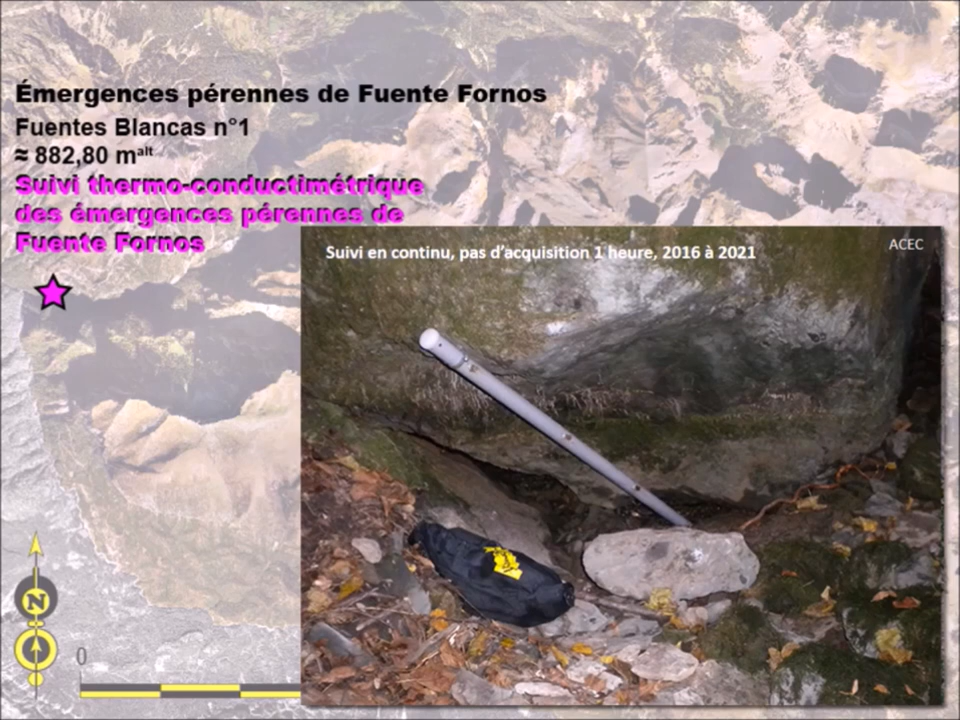 Émergences pérennes de Fuente Fornos
Fuentes Blancas n°1
≈ 882,80 malt
Suivi thermo-conductimétrique
des émergences pérennes de
Fuente Fornos
Suivi en continu, pas d'acquisition 1 heure, 2016 à 2021
ACEC
N
0